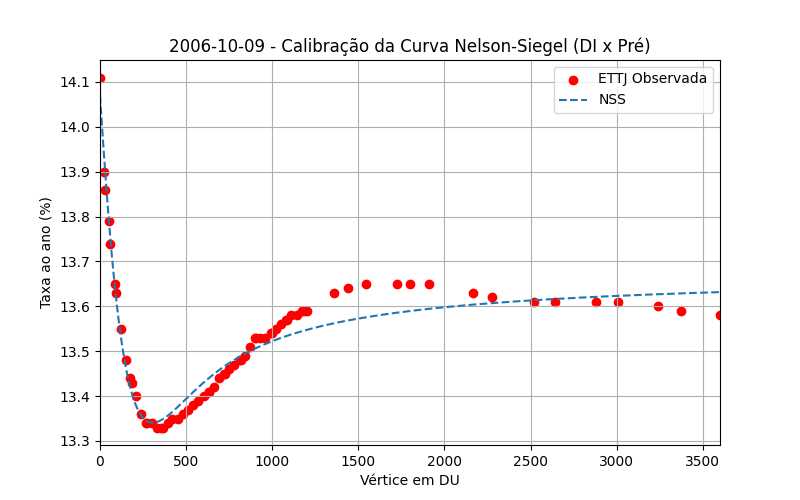 2006-10-09 - Calibração da Curva Nelson-Siegel (DI x Pré)
ETTJ Observada
NSS
Taxa ao ano (%)
14.1
14.0
13.9
13.8
13.7
13.6
13.5
13.4
13.3
0 500 1000 1500 2000 2500 3000 3500
Vértice em DU